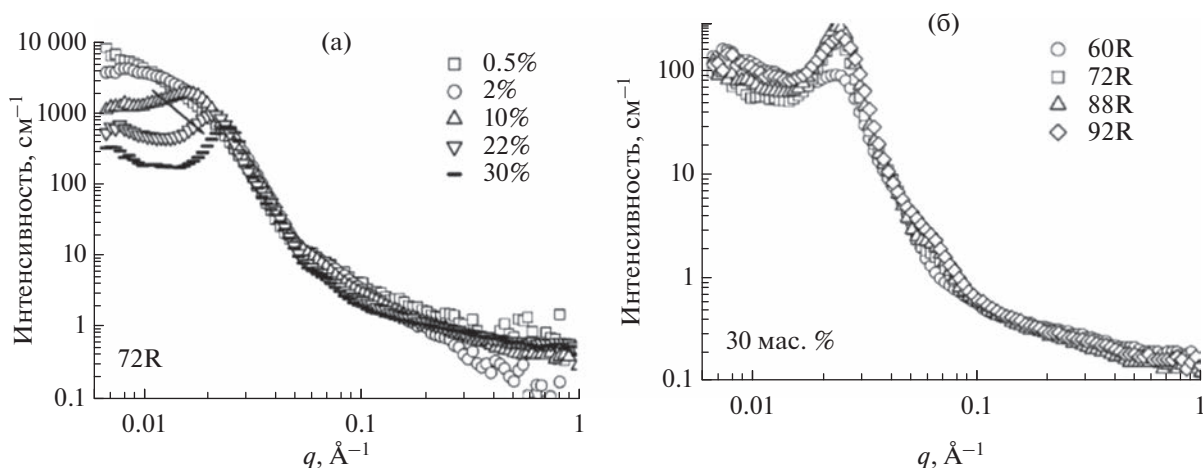 (а)
Интенсивность, см⁻¹
10 000
1000
100
10
1
0.1
0.5%
2%
10%
22%
30%
72R
0.01
0.1
1
q, Å⁻¹
(б)
Интенсивность, см⁻¹
100
10
1
0.1
60R
72R
88R
92R
30 мас. %
0.01
0.1
1
q, Å⁻¹